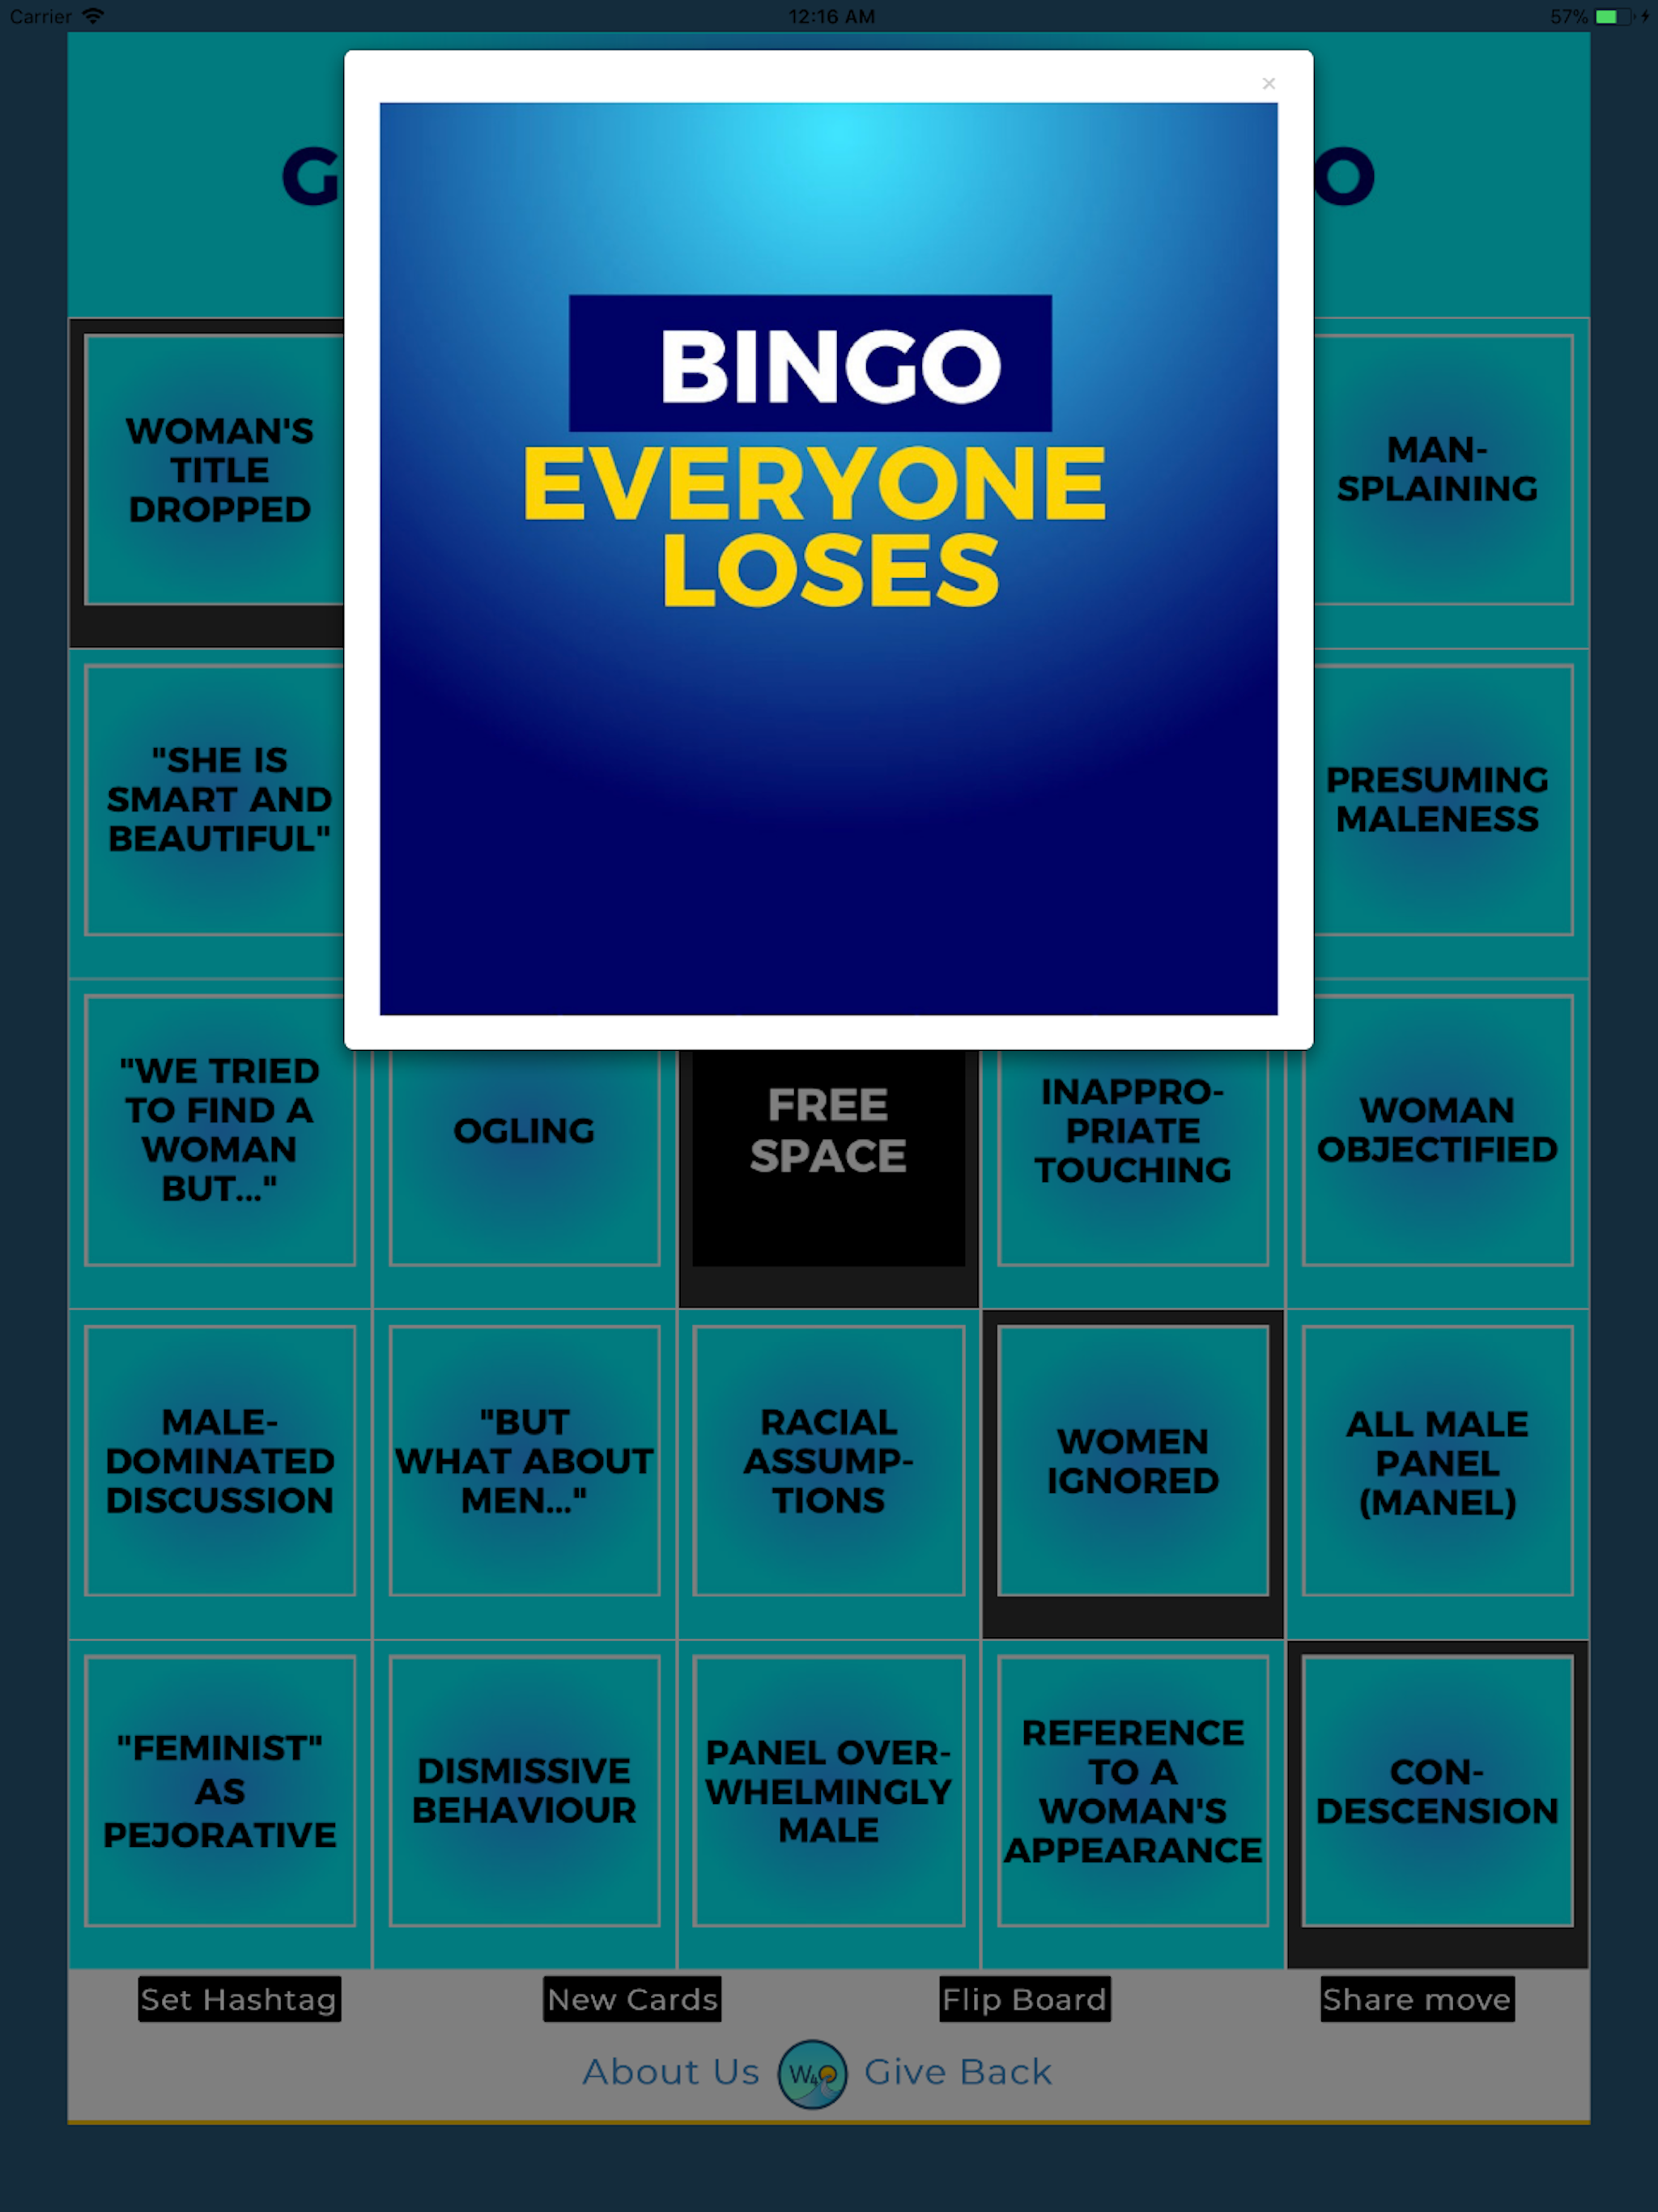 Carrier
12:16 AM
57%
×
G
O
BINGO
EVERYONE
LOSES
WOMAN'S
TITLE
DROPPED
MAN-
SPLAINING
"SHE IS
SMART AND
BEAUTIFUL"
PRESUMING
MALENESS
"WE TRIED
TO FIND A
WOMAN
BUT..."
OGLING
FREE
SPACE
INAPPRO-
PRIATE
TOUCHING
WOMAN
OBJECTIFIED
MALE-
DOMINATED
DISCUSSION
"BUT
WHAT ABOUT
MEN..."
RACIAL
ASSUMP-
TIONS
WOMEN
IGNORED
ALL MALE
PANEL
(MANEL)
"FEMINIST"
AS
PEJORATIVE
DISMISSIVE
BEHAVIOUR
PANEL OVER-
WHELMINGLY
MALE
REFERENCE
TO A
WOMAN'S
APPEARANCE
CON-
DESCENSION
Set Hashtag
New Cards
Flip Board
Share move
About Us
W4O
Give Back